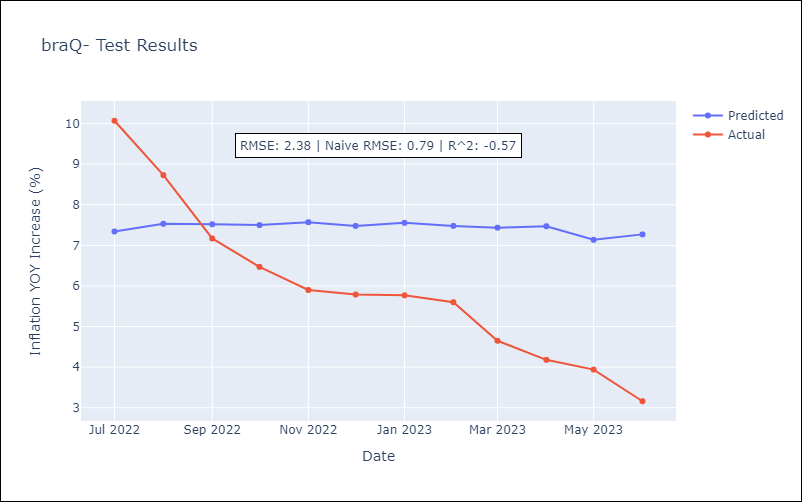 braQ- Test Results
Predicted
Actual
RMSE: 2.38 | Naive RMSE: 0.79 | R^2: -0.57
Inflation YOY Increase (%)
10
9
8
7
6
5
4
3
Jul 2022 Sep 2022 Nov 2022 Jan 2023 Mar 2023 May 2023
Date